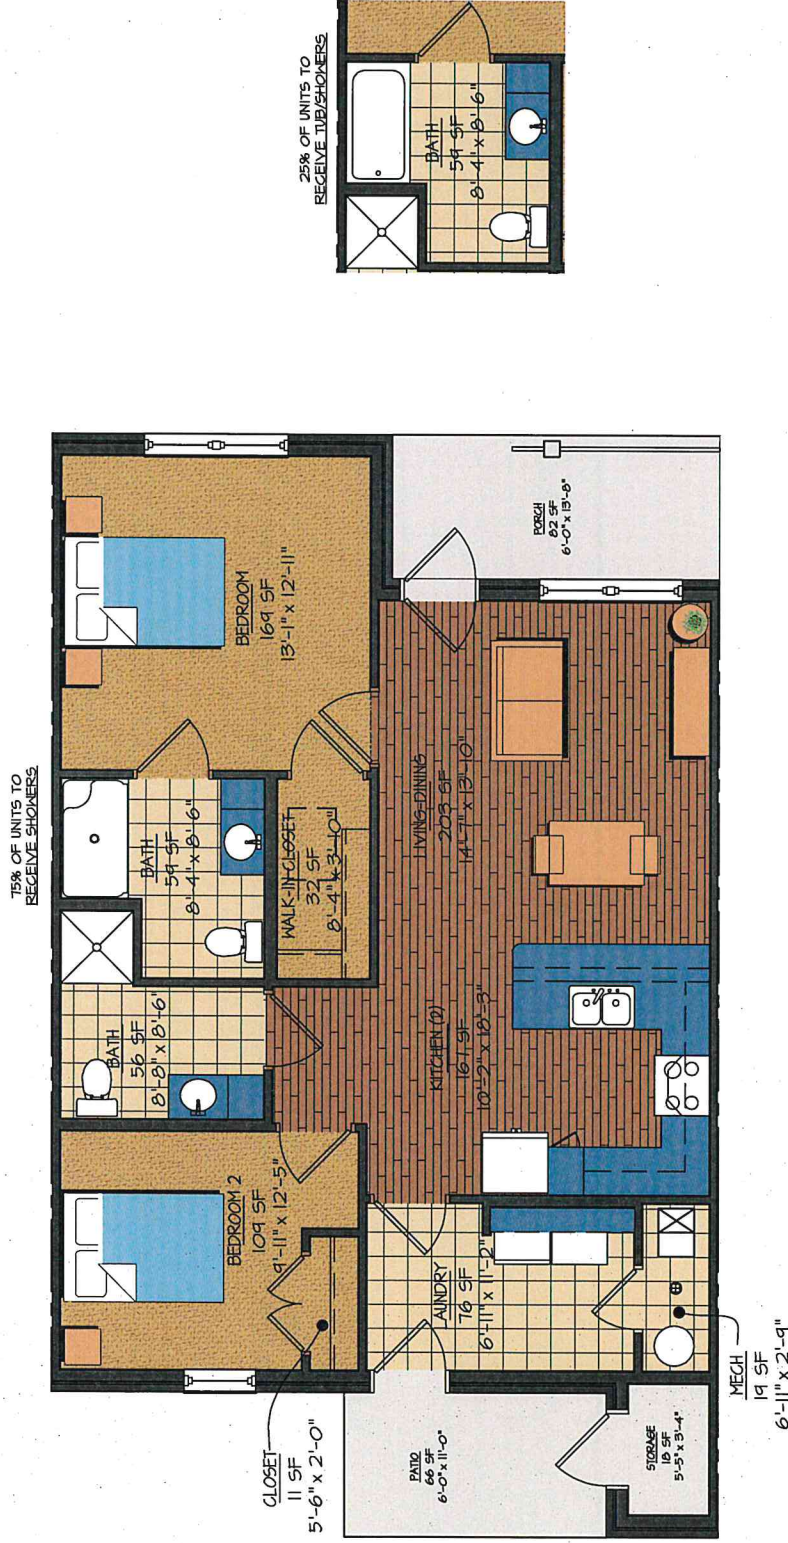 75% OF UNITS TO
RECEIVE SHOWERS
BEDROOM
169 SF
13'-1" x 12'-11"
BATH
59 SF
8'-4" x 8'-6"
WALK-IN-CLOSET
32 SF
8'-4" x 3'-0"
BATH
56 SF
8'-8" x 8'-6"
BEDROOM 2
109 SF
9'-11" x 12'-5"
CLOSET
11 SF
5'-6" x 2'-0"
PORCH
82 SF
6'-0" x 13'-8"
LIVING-DINING
203 SF
14'-7" x 13'-10"
KITCHEN (D)
167 SF
10'-2" x 18'-3"
LAUNDRY
76 SF
6'-11" x 11'-2"
PATIO
66 SF
6'-0" x 11'-0"
STORAGE
18 SF
5'-5" x 3'-4"
MECH
19 SF
6'-11" x 2'-9"
25% OF UNITS TO
RECEIVE TUB/SHOWERS
BATH
59 SF
8'-4" x 8'-6"